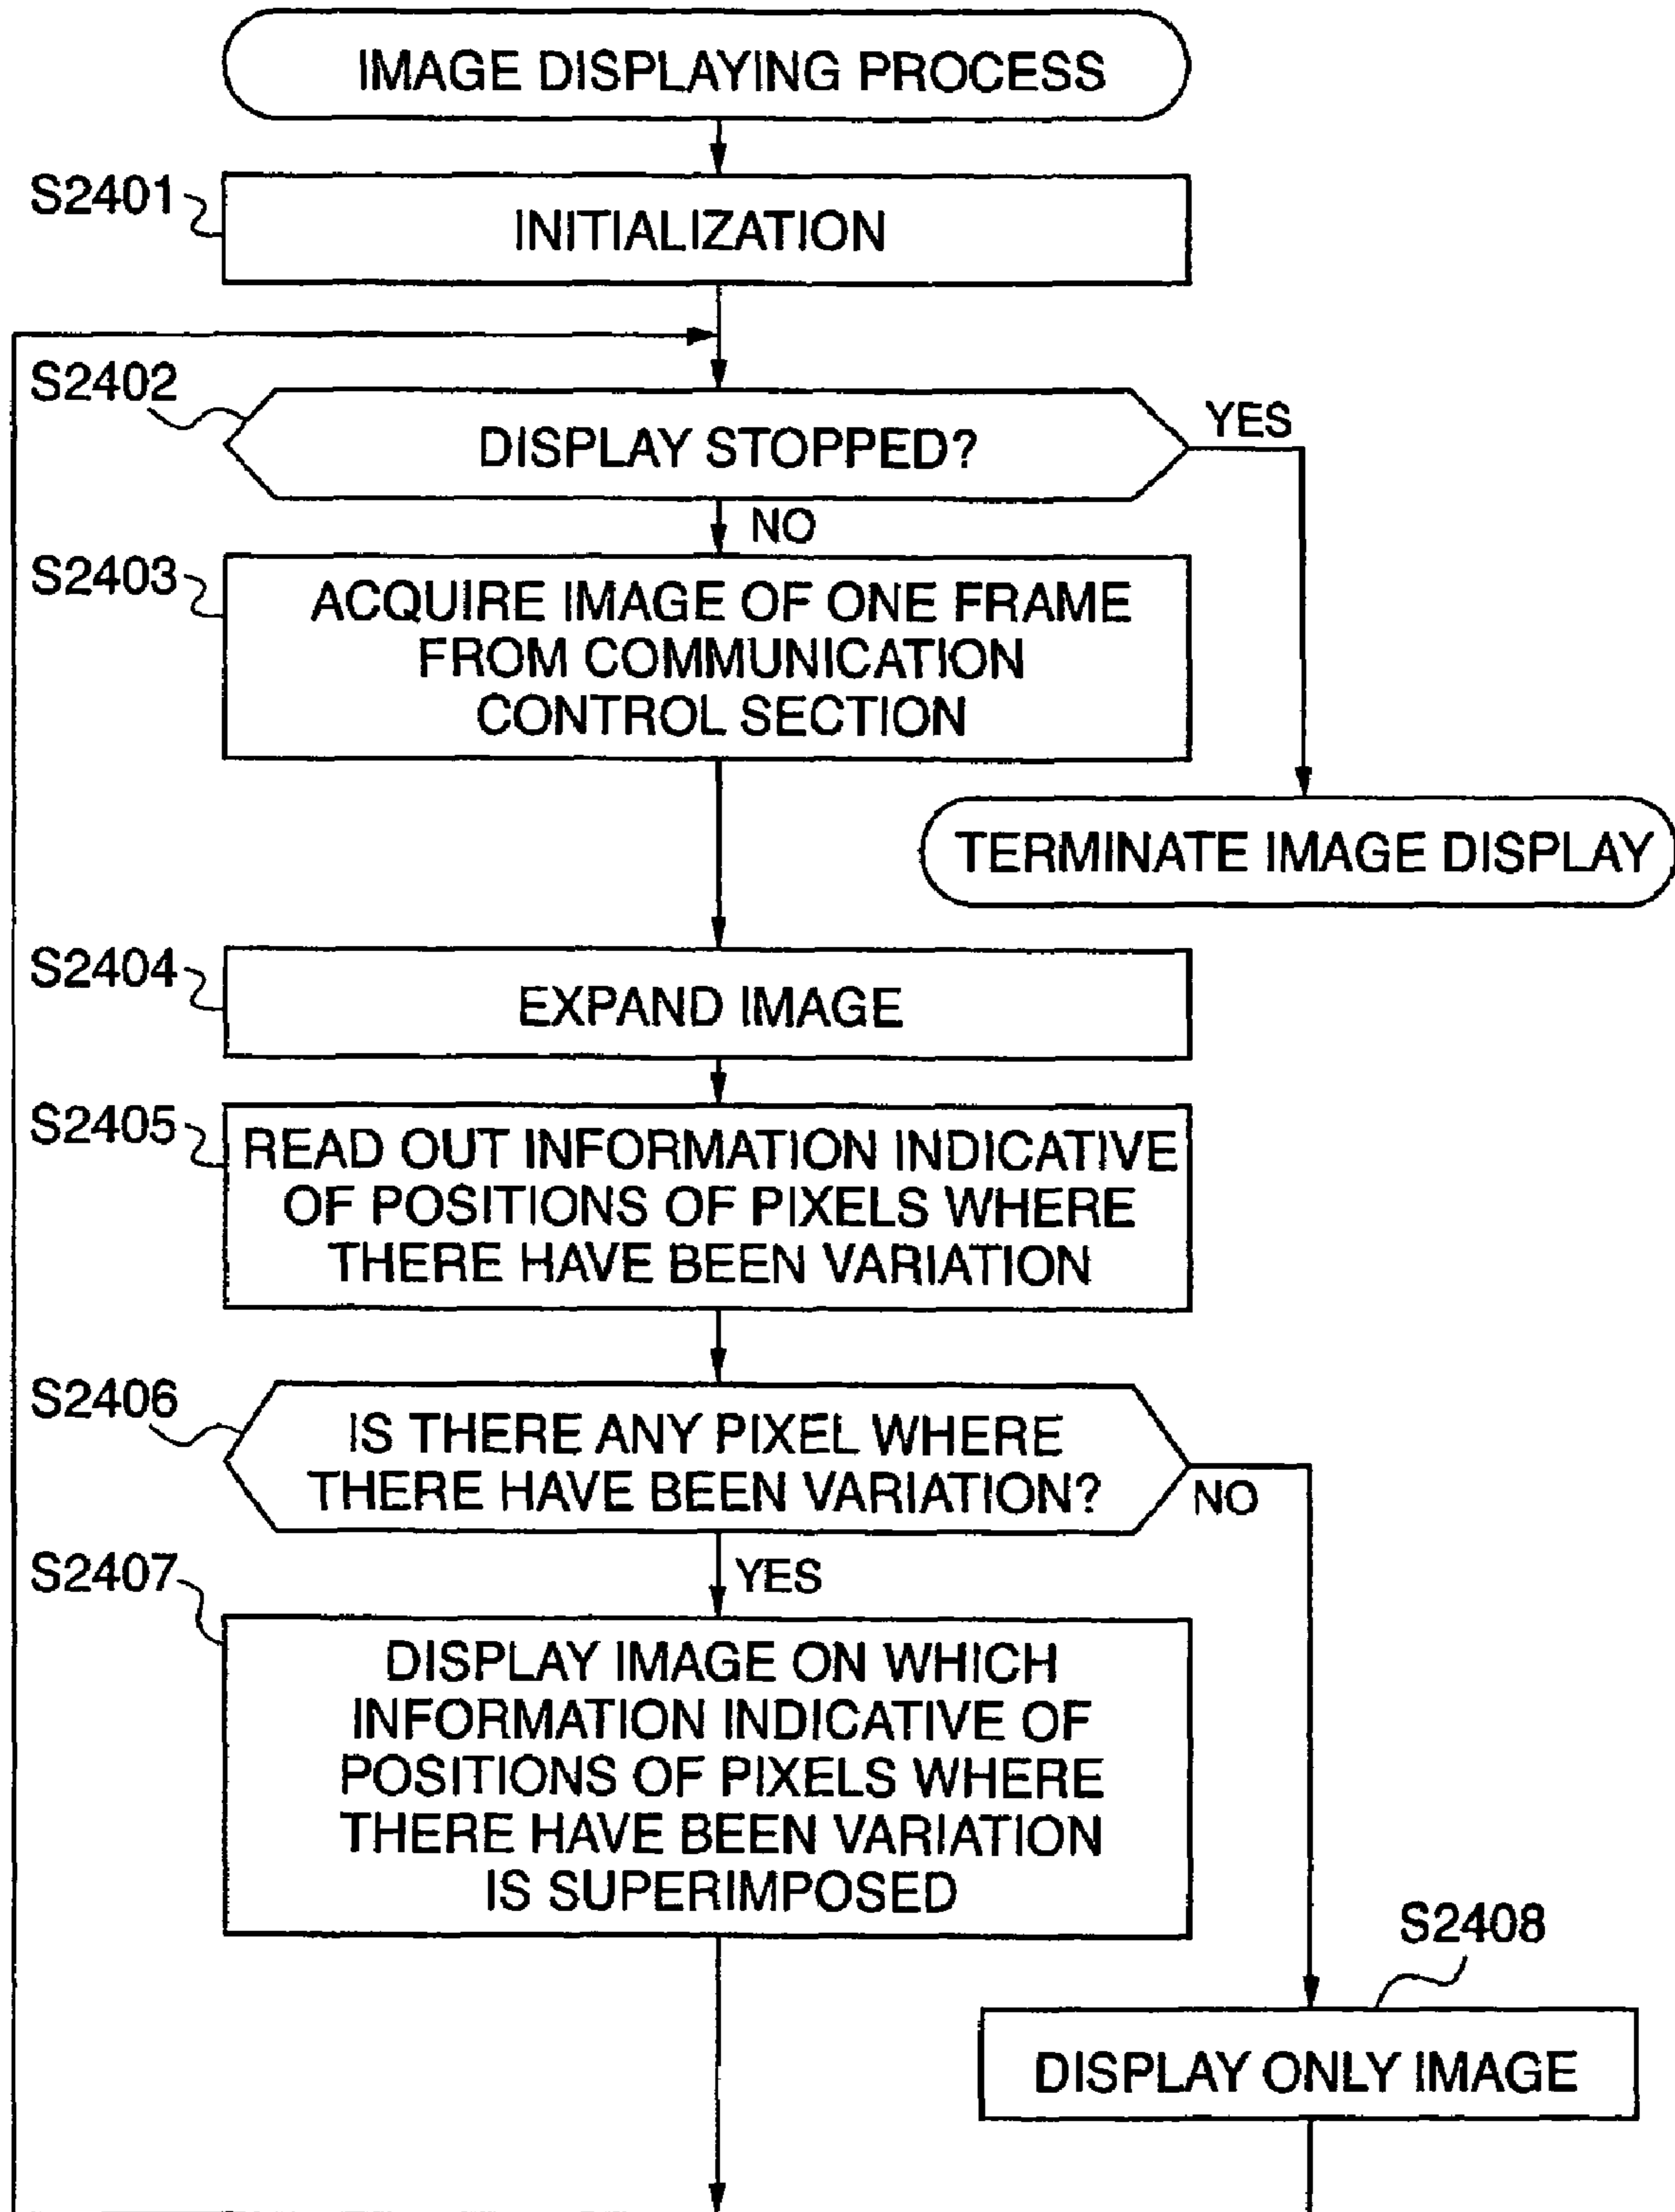 IMAGE DISPLAYING PROCESS
S2401
INITIALIZATION
S2402
DISPLAY STOPPED?
YES
NO
S2403
ACQUIRE IMAGE OF ONE FRAME
FROM COMMUNICATION
CONTROL SECTION
TERMINATE IMAGE DISPLAY
S2404
EXPAND IMAGE
S2405
READ OUT INFORMATION INDICATIVE
OF POSITIONS OF PIXELS WHERE
THERE HAVE BEEN VARIATION
S2406
IS THERE ANY PIXEL WHERE
THERE HAVE BEEN VARIATION?
NO
YES
S2407
DISPLAY IMAGE ON WHICH
INFORMATION INDICATIVE OF
POSITIONS OF PIXELS WHERE
THERE HAVE BEEN VARIATION
IS SUPERIMPOSED
S2408
DISPLAY ONLY IMAGE